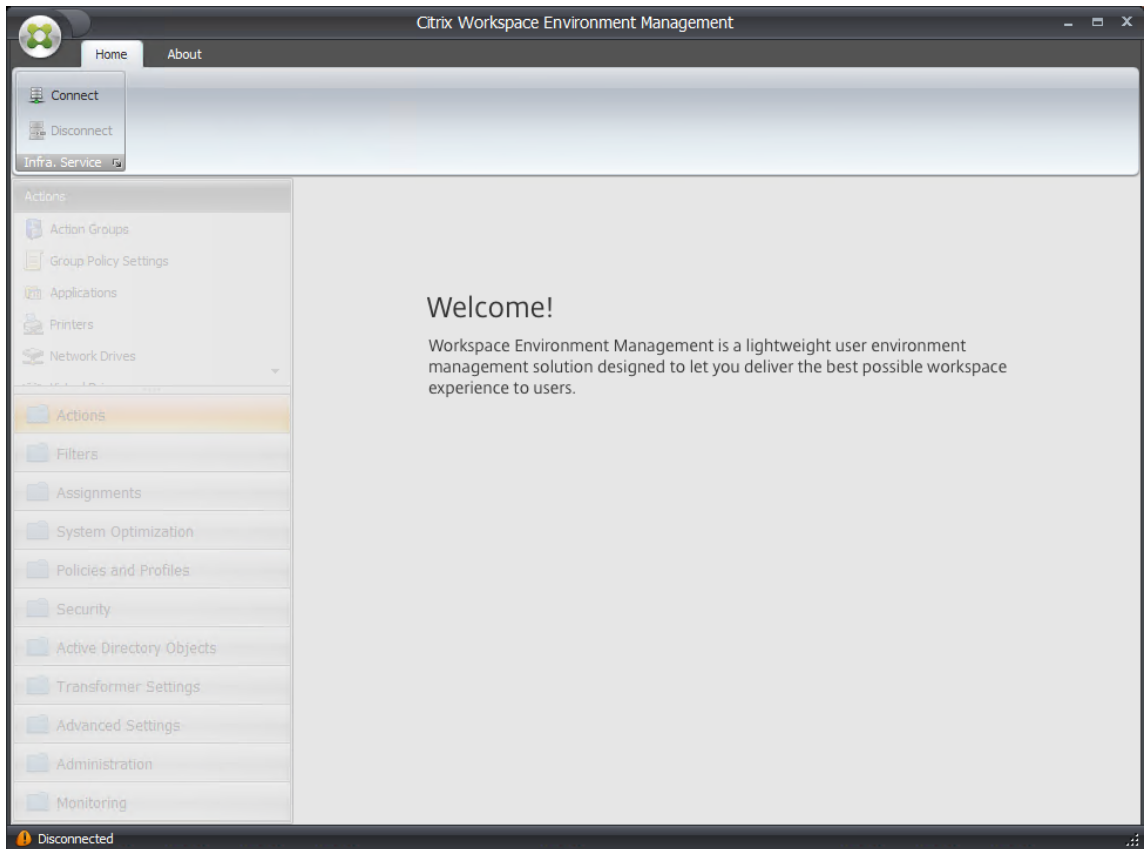 Citrix Workspace Environment Management
Home About
Connect
Disconnect
Infra. Service
Actions
Action Groups
Group Policy Settings
Applications
Printers
Network Drives
Welcome!
Workspace Environment Management is a lightweight user environment
management solution designed to let you deliver the best possible workspace
experience to users.
Actions
Filters
Assignments
System Optimization
Policies and Profiles
Security
Active Directory Objects
Transformer Settings
Advanced Settings
Administration
Monitoring
Disconnected